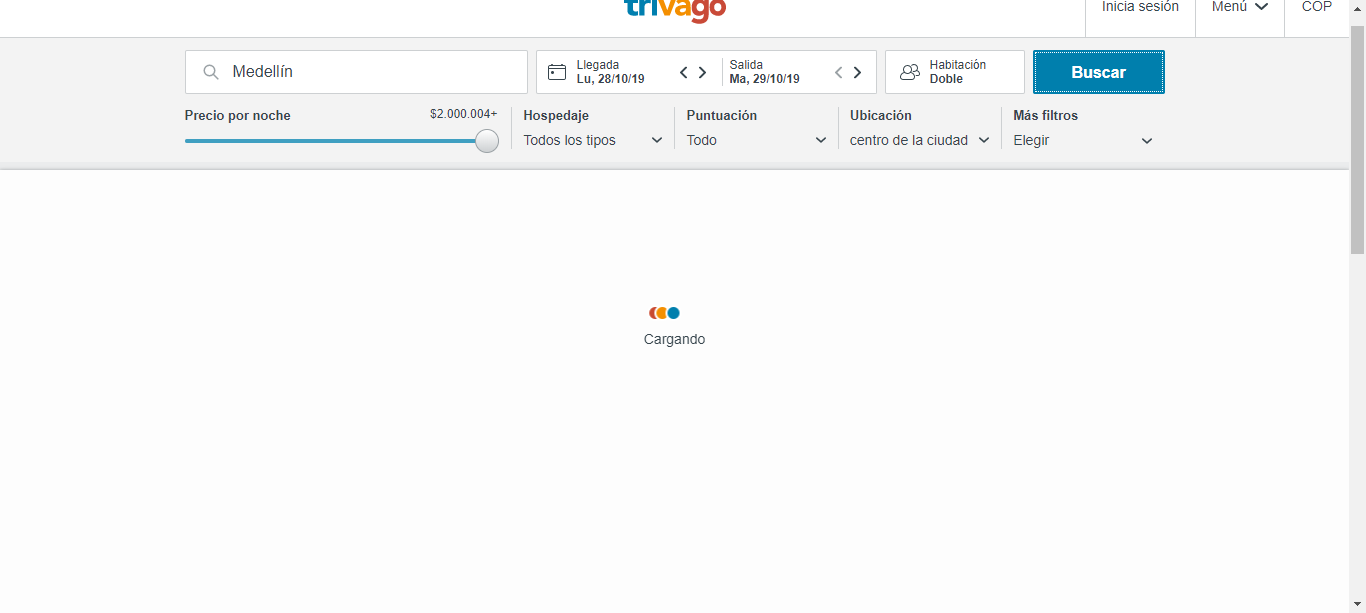 trivago
Inicia sesión
Menú
COP
Medellín
Llegada
Lu, 28/10/19
Salida
Ma, 29/10/19
Habitación
Doble
Buscar
Precio por noche
$2.000.004+
Hospedaje
Todos los tipos
Puntuación
Todo
Ubicación
centro de la ciudad
Más filtros
Elegir
Cargando